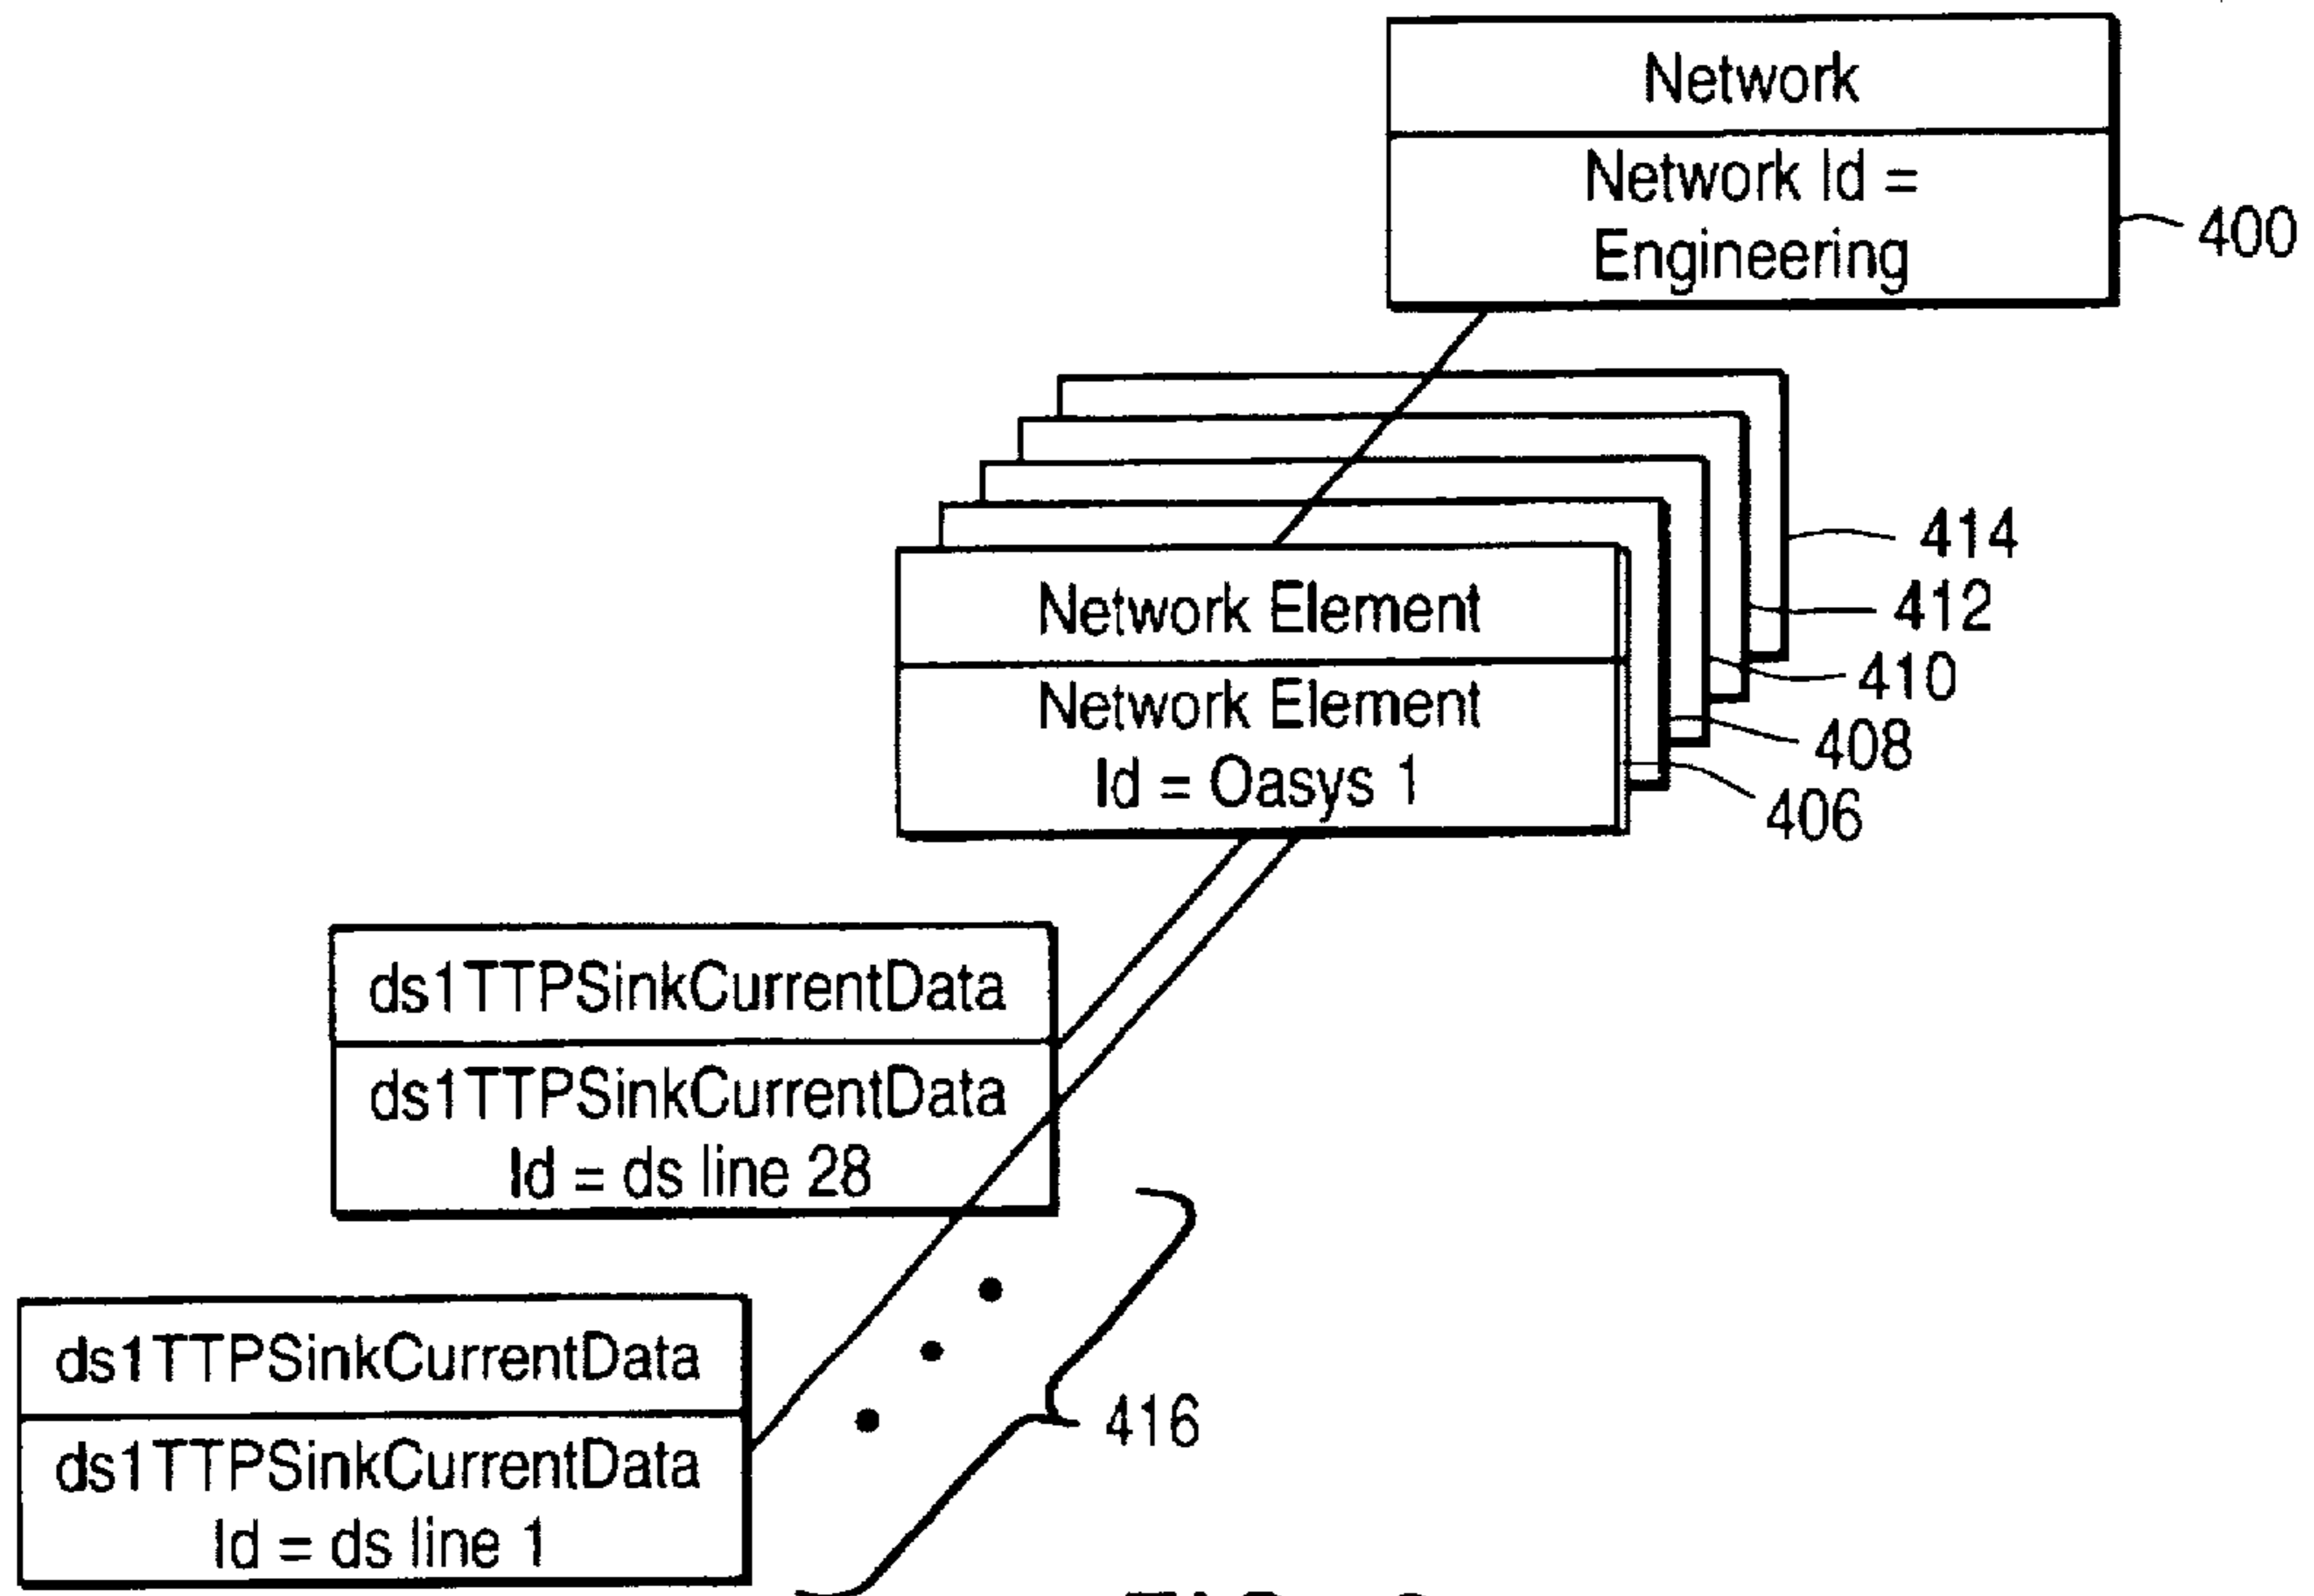 Network
Network Id =
Engineering
400
414
412
410
408
406
Network Element
Network Element
Id = Oasys 1
ds1TTPSinkCurrentData
ds1TTPSinkCurrentData
Id = ds line 28
416
ds1TTPSinkCurrentData
ds1TTPSinkCurrentData
Id = ds line 1